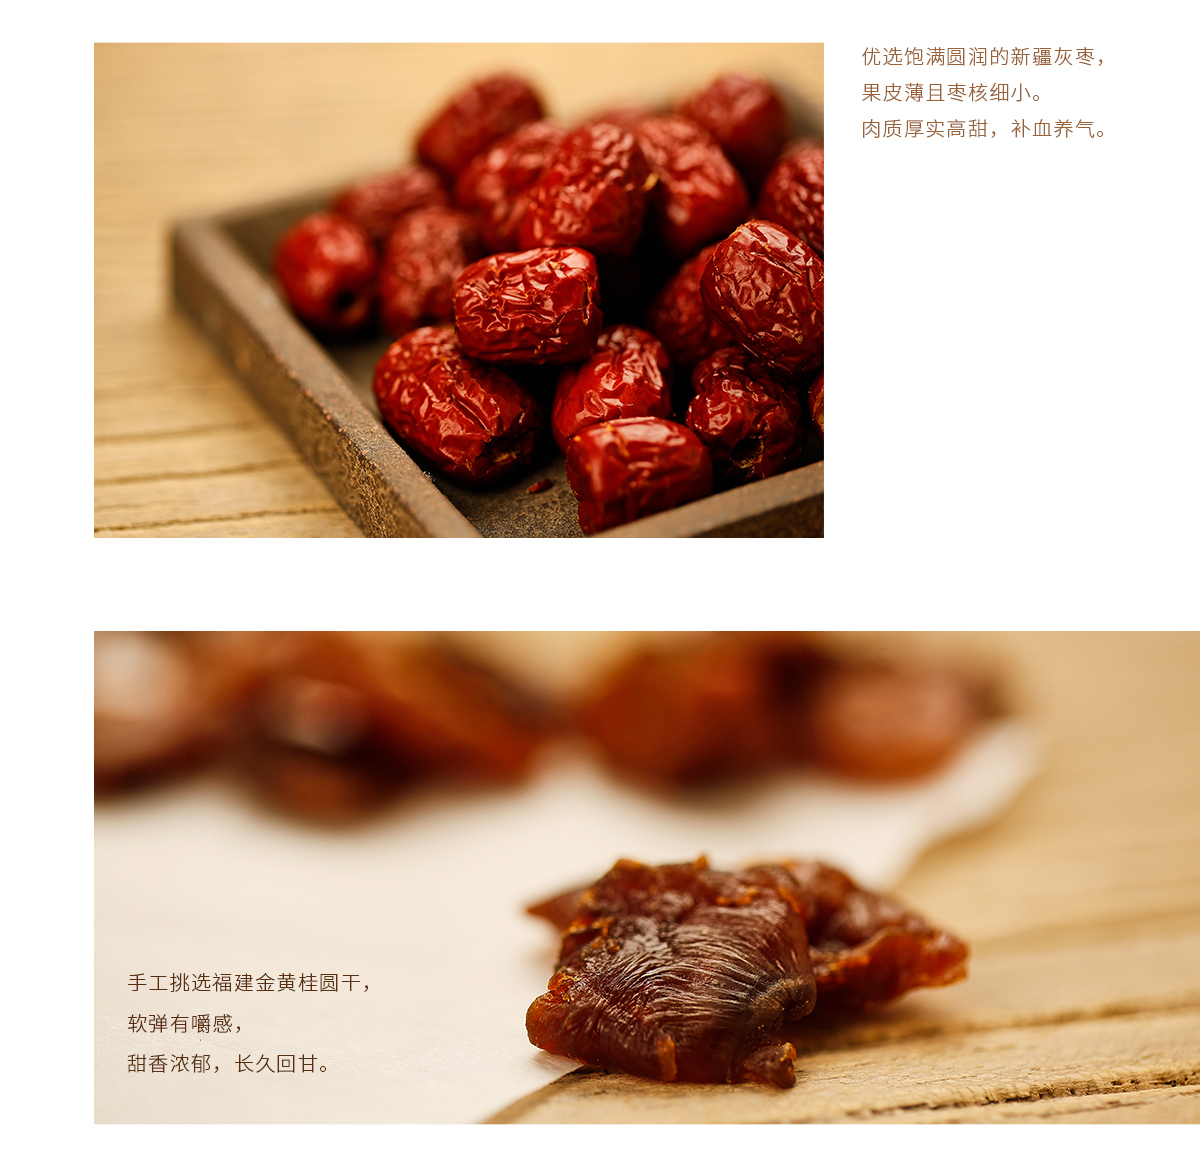 优选饱满圆润的新疆灰枣，
果皮薄且枣核细小。
肉质厚实高甜，补血养气。
手工挑选福建金黄桂圆干，
软弹有嚼感，
甜香浓郁，长久回甘。